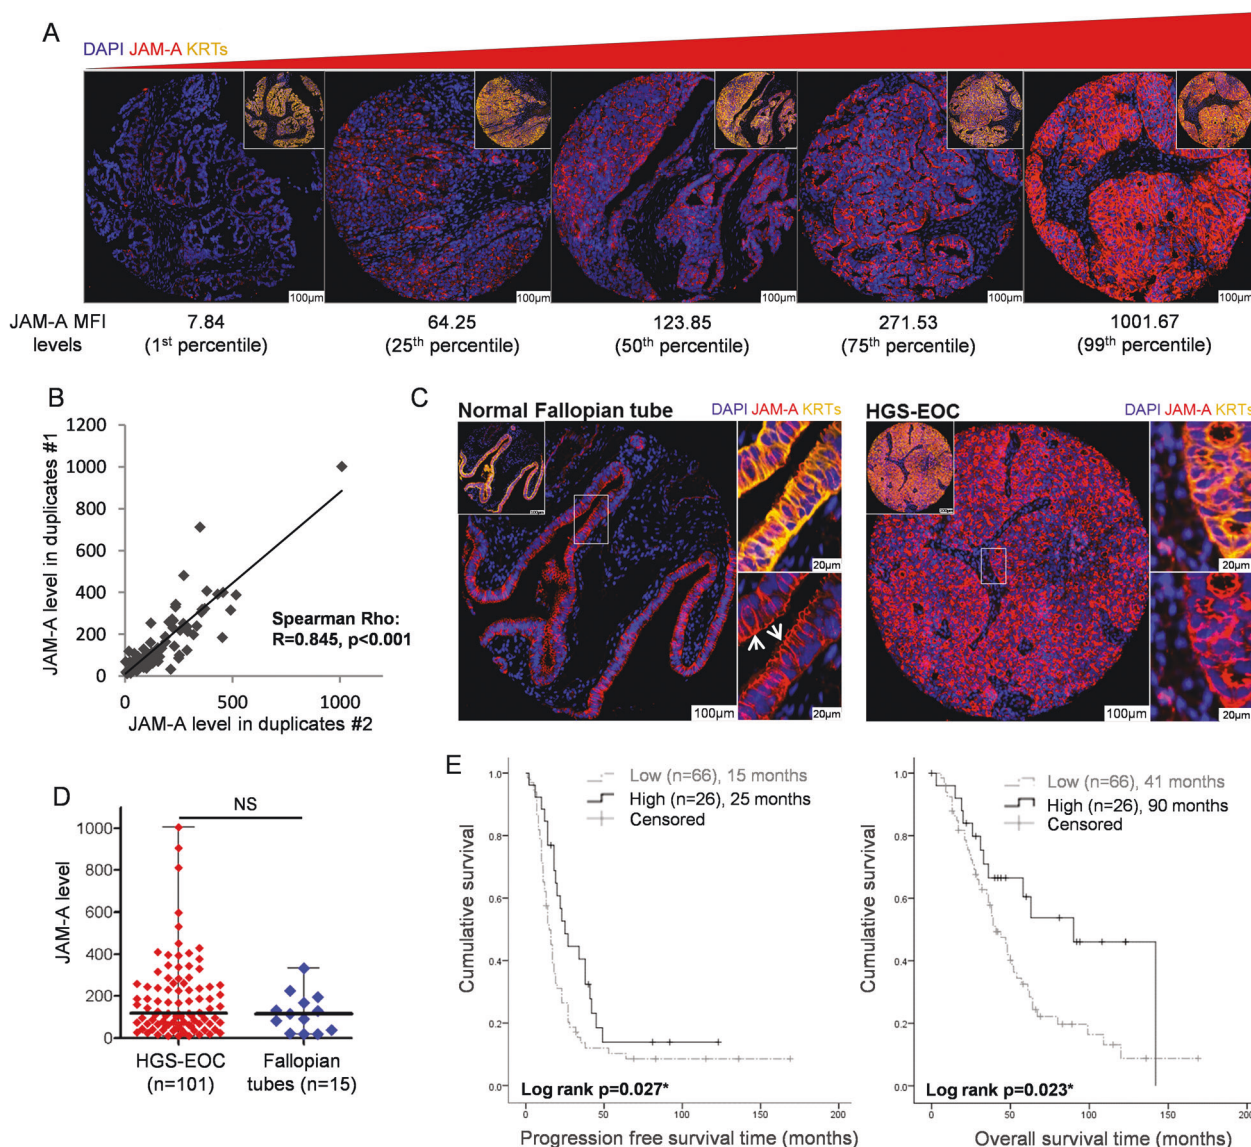 A
DAPI JAM-A KRTs
100µm 100µm 100µm 100µm 100µm
JAM-A MFI levels
7.84 64.25 123.85 271.53 1001.67
(1st percentile) (25th percentile) (50th percentile) (75th percentile) (99th percentile)
B
JAM-A level in duplicates #1
1200
1000
800
600
400
200
0
Spearman Rho:
R=0.845, p<0.001
0 500 1000
JAM-A level in duplicates #2
C
Normal Fallopian tube DAPI JAM-A KRTs
20µm
20µm
100µm
HGS-EOC DAPI JAM-A KRTs
20µm
20µm
100µm
D
NS
JAM-A level
1000
800
600
400
200
0
HGS-EOC
(n=101)
Fallopian
tubes (n=15)
E
Low (n=66), 15 months
High (n=26), 25 months
Censored
Cumulative survival
1.0
0.8
0.6
0.4
0.2
0.0
Log rank p=0.027*
0 50 100 150 200
Progression free survival time (months)
Low (n=66), 41 months
High (n=26), 90 months
Censored
Cumulative survival
1.0
0.8
0.6
0.4
0.2
0.0
Log rank p=0.023*
0 50 100 150 200
Overall survival time (months)